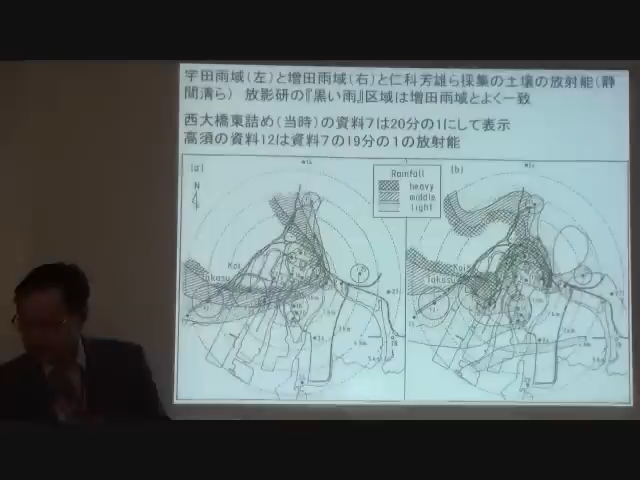 宇田雨域(左)と増田雨域(右)と仁科芳雄ら採集の土壌の放射能(静
間清ら) 放影研の『黒い雨』区域は増田雨域とよく一致
西大橋東詰め(当時)の資料7は20分の1にして表示
高須の資料12は資料7の19分の1の放射能
(a)
(b)
Rainfall
heavy
middle
light
N
Koi
Takasu
Koi
Takasu